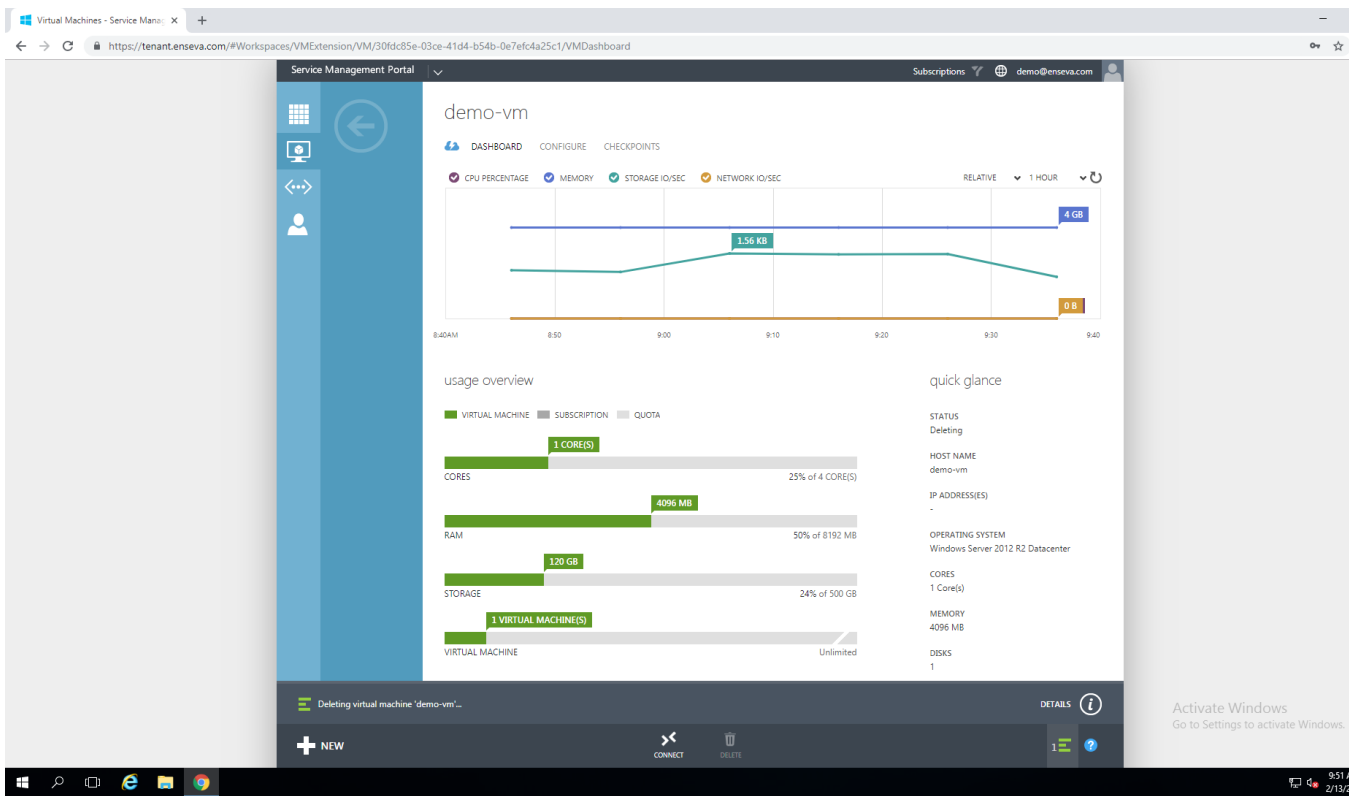 Virtual Machines - Service Manag
https://tenant.enseva.com/#Workspaces/VMExtension/VM/30fdc85e-03ce-41d4-b54b-0e7efc4a25c1/VMDashboard
Service Management Portal
Subscriptions
demo@enseva.com
demo-vm
DASHBOARD CONFIGURE CHECKPOINTS
CPU PERCENTAGE MEMORY STORAGE IO/SEC NETWORK IO/SEC RELATIVE 1 HOUR
4 GB
1.56 KB
0 B
8:40AM 8:50 9:00 9:10 9:20 9:30 9:40
usage overview
VIRTUAL MACHINE SUBSCRIPTION QUOTA
1 CORE(S)
CORES 25% of 4 CORE(S)
4096 MB
RAM 50% of 8192 MB
120 GB
STORAGE 24% of 500 GB
1 VIRTUAL MACHINE(S)
VIRTUAL MACHINE Unlimited
quick glance
STATUS
Deleting
HOST NAME
demo-vm
IP ADDRESS(ES)
-
OPERATING SYSTEM
Windows Server 2012 R2 Datacenter
CORES
1 Core(s)
MEMORY
4096 MB
DISKS
1
Deleting virtual machine 'demo-vm'...
DETAILS
Activate Windows
Go to Settings to activate Windows.
NEW
CONNECT
DELETE
1
9:51 A
2/13/2